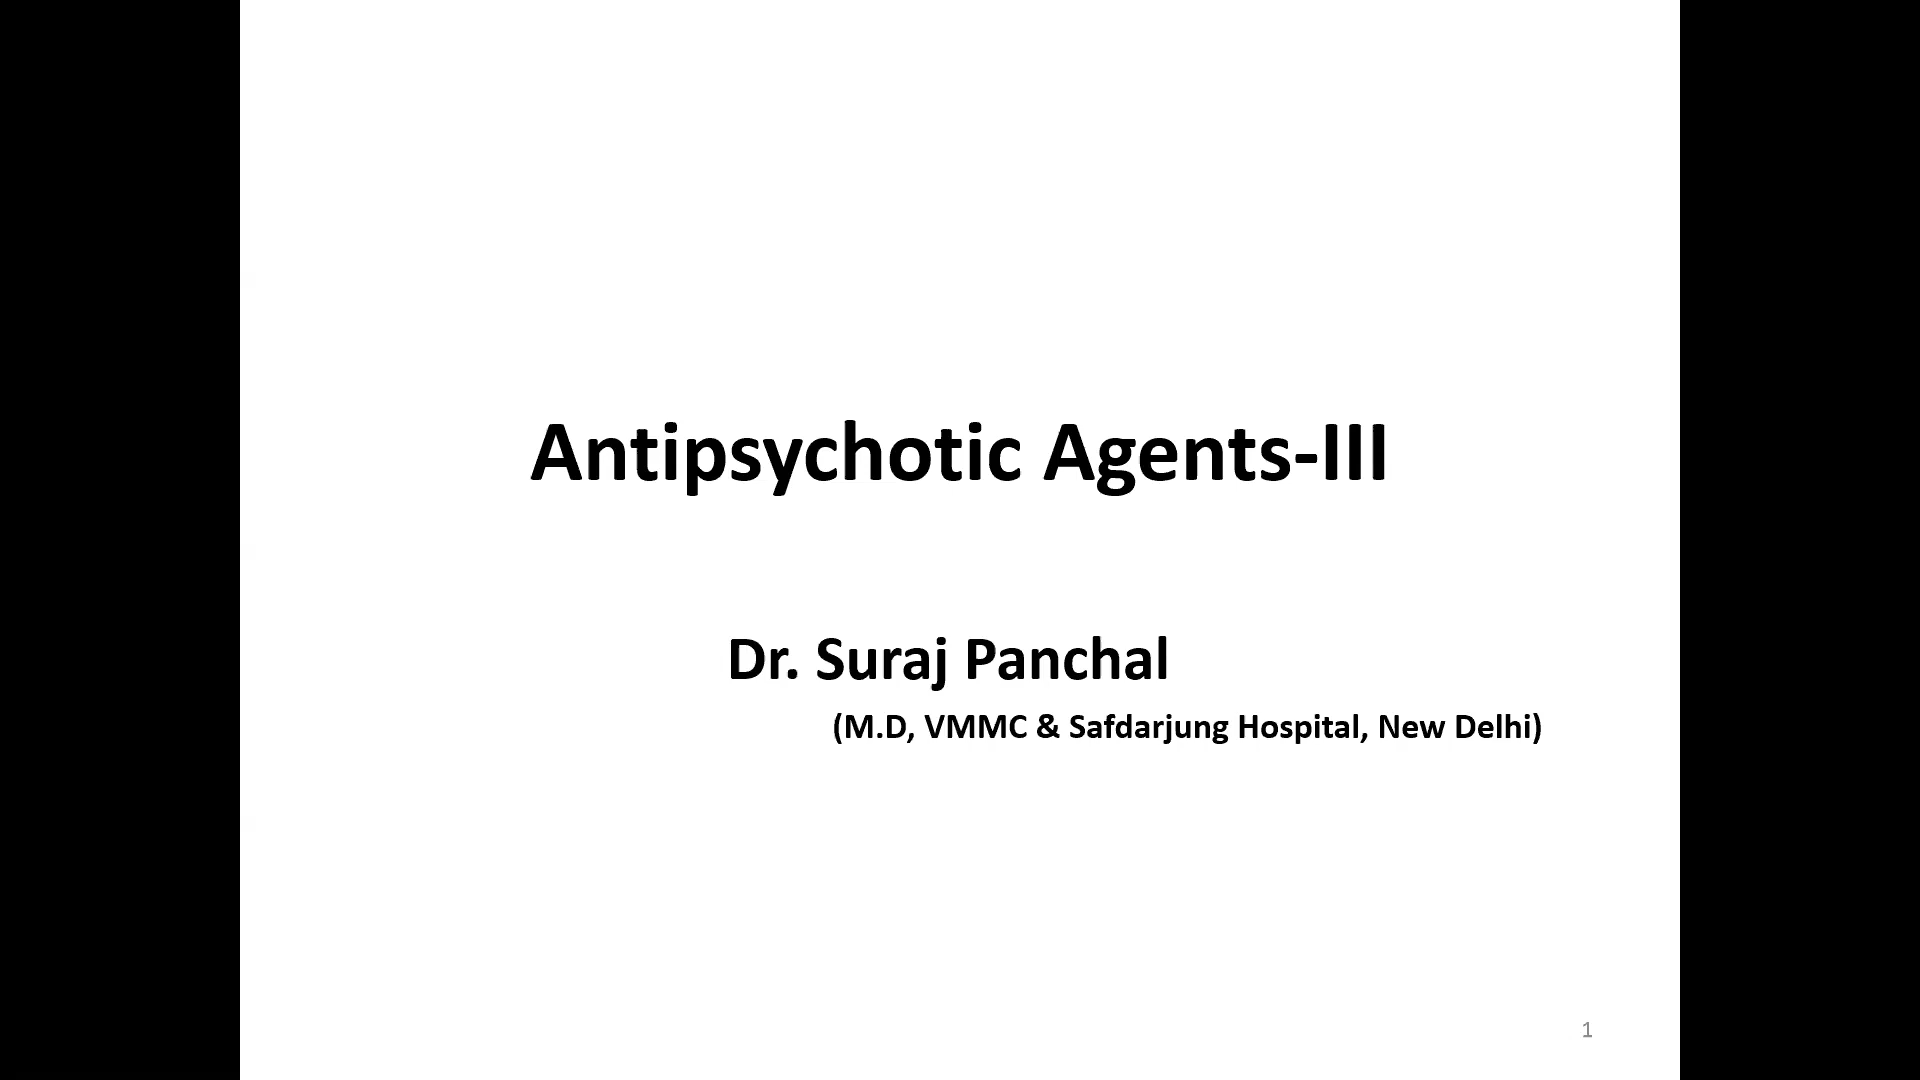 Antipsychotic Agents-III
Dr. Suraj Panchal
(M.D, VMMC & Safdarjung Hospital, New Delhi)
1